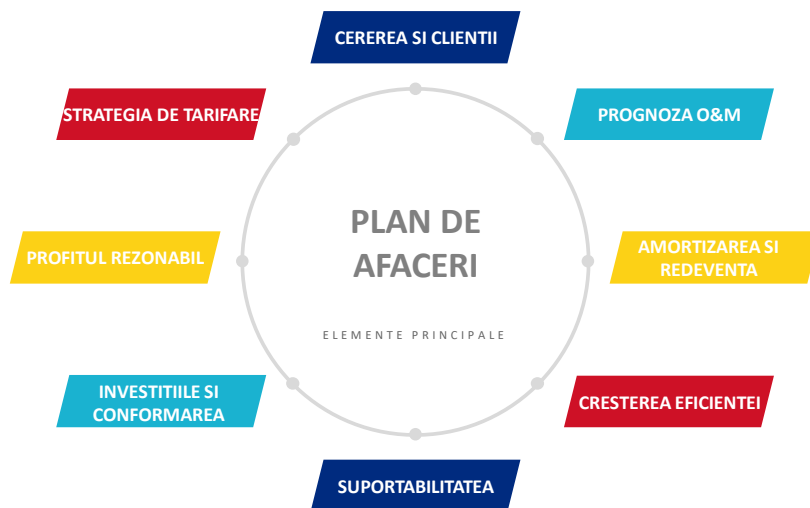 CEREREA SI CLIENTII
STRATEGIA DE TARIFARE
PROGNOZA O&M
PLAN DE
AFACERI
PROFITUL REZONABIL
AMORTIZAREA SI
REDEVENTA
ELEMENTE PRINCIPALE
INVESTITIILE SI
CONFORMAREA
CRESTEREA EFICIENTEI
SUPORTABILITATEA